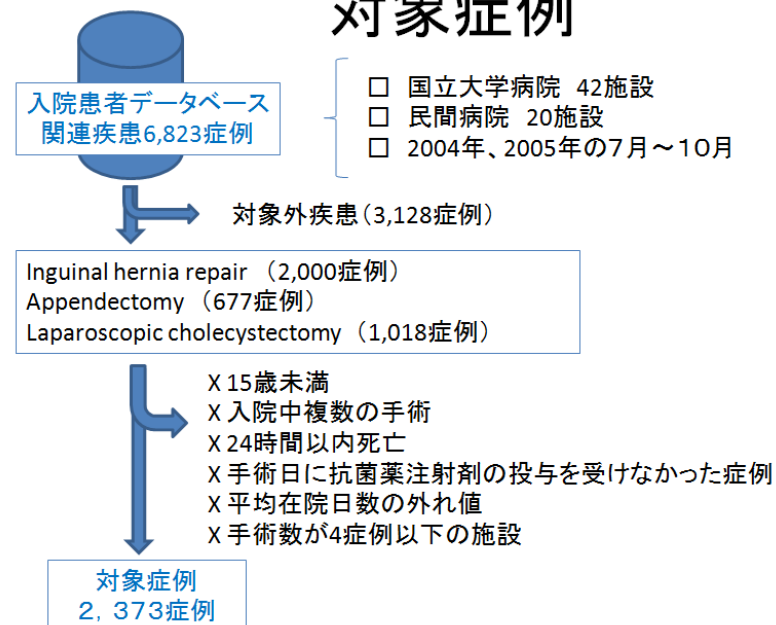 対象症例
入院患者データベース
関連疾患6,823症例
□ 国立大学病院 42施設
□ 民間病院 20施設
□ 2004年、2005年の7月~10月
対象外疾患(3,128症例)
Inguinal hernia repair (2,000症例)
Appendectomy (677症例)
Laparoscopic cholecystectomy (1,018症例)
X 15歳未満
X 入院中複数の手術
X 24時間以内死亡
X 手術日に抗菌薬注射剤の投与を受けなかった症例
X 平均在院日数の外れ値
X 手術数が4症例以下の施設
対象症例
2,373症例